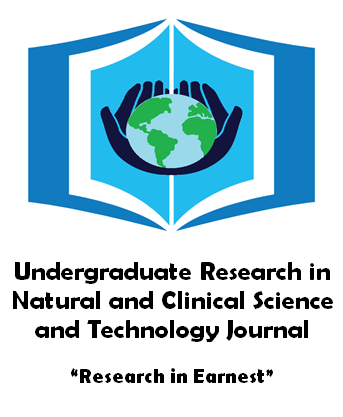 Undergraduate Research in
Natural and Clinical Science
and Technology Journal
“Research in Earnest”